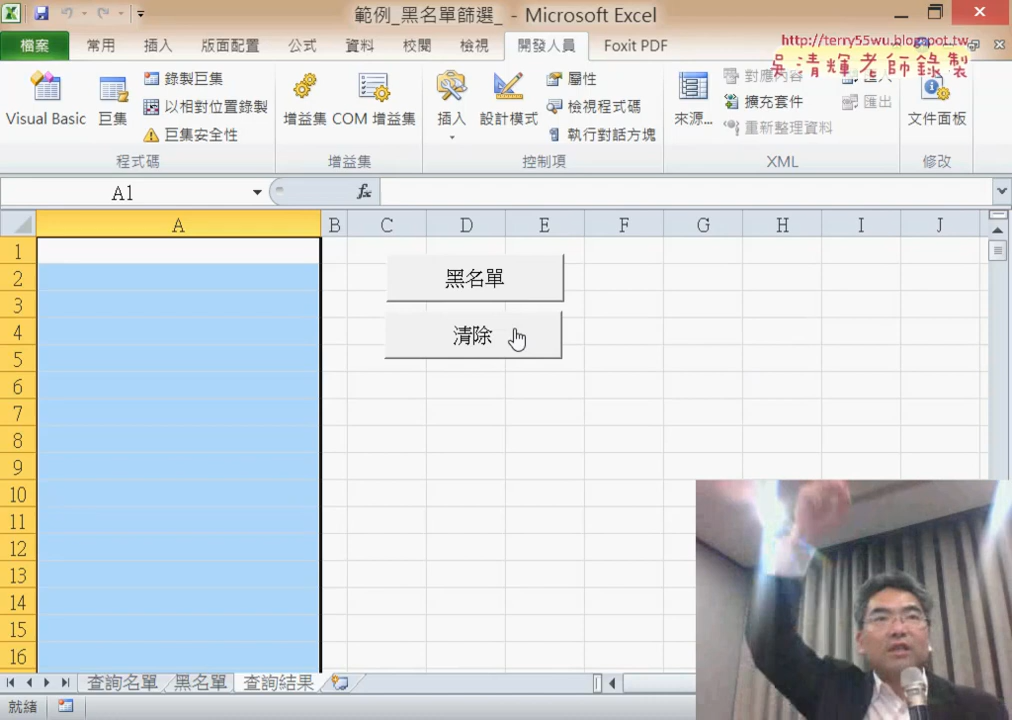 範例_黑名單篩選_ - Microsoft Excel
http://terry55wu.blogspot.tw
吳清輝老師錄製
檔案 常用 插入 版面配置 公式 資料 校閱 檢視 開發人員 Foxit PDF
Visual Basic 巨集 錄製巨集 以相對位置錄製 巨集安全性
增益集 COM 增益集
插入 設計模式 屬性 檢視程式碼 執行對話方塊
來源... 擴充套件 重新整理資料 匯出
文件面板
程式碼 增益集 控制項 XML 修改
A1 fx
A B C D E F G H I J
1
2
3
4
5
6
7
8
9
10
11
12
13
14
15
16
黑名單
清除
查詢名單 黑名單 查詢結果
就緒